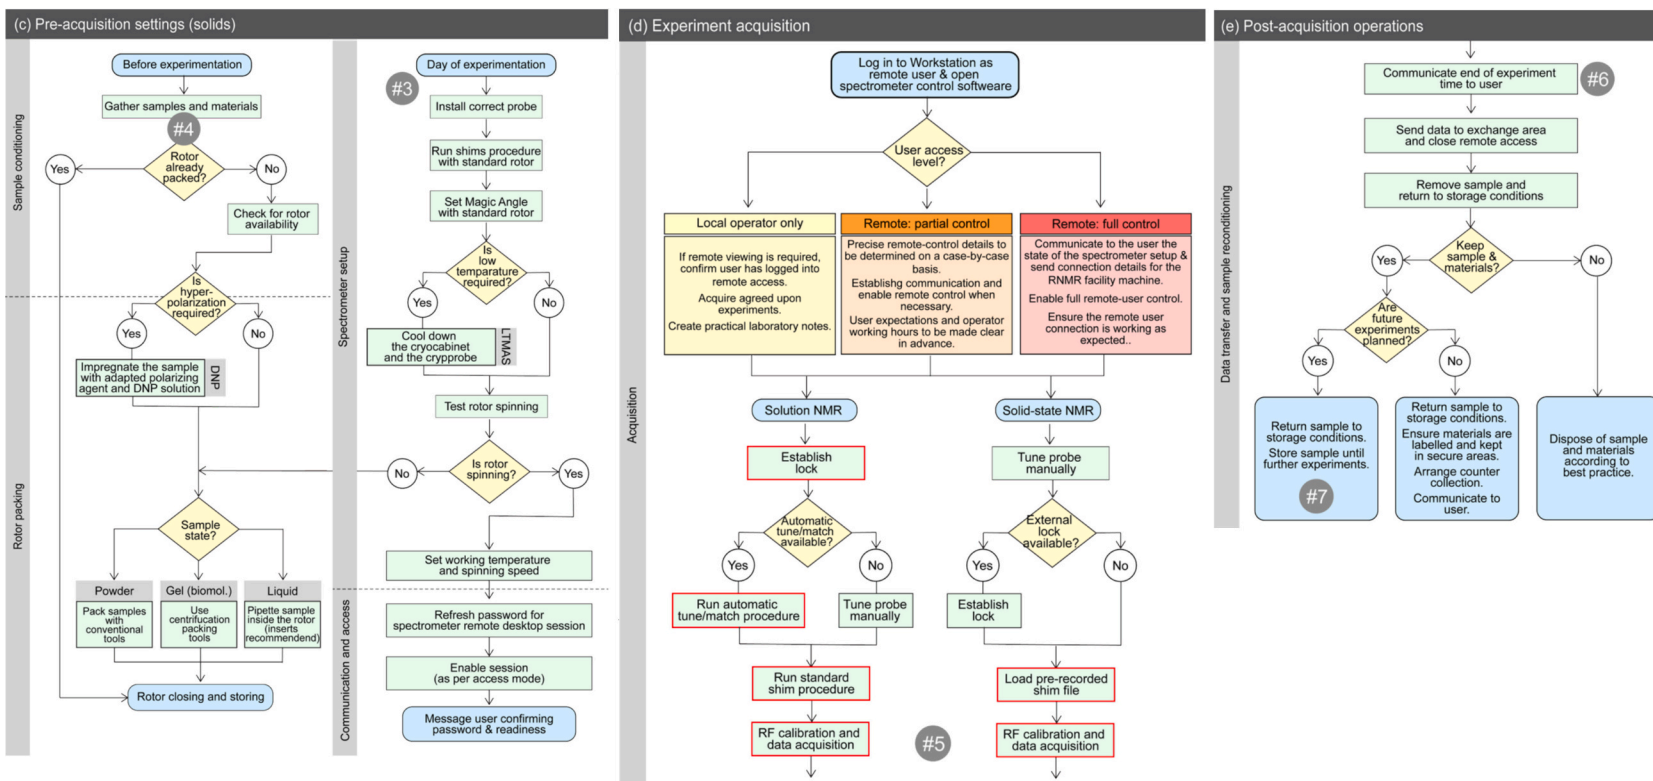 (c) Pre-acquisition settings (solids)
Sample conditioning
Rotor packing
Before experimentation
Gather samples and materials
#4
Rotor
already
packed?
Yes
No
Check for rotor
availability
Is
hyper-
polarization
required?
Yes
No
Impregnate the sample
with adapted polarizing
agent and DNP solution
DNP
Sample
state?
Powder
Pack samples
with
conventional
tools
Gel (biomol.)
Use
centrifucation
packing
tools
Liquid
Pipette sample
inside the rotor
(inserts
recommendend)
Rotor closing and storing
Spectrometer setup
Communication and access
Day of experimentation
#3
Install correct probe
Run shims procedure
with standard rotor
Set Magic Angle
with standard rotor
Is
low
temparature
required?
Yes
No
Cool down
the cryocabinet
and the crypprobe
LTMAS
Test rotor spinning
Is rotor
spinning?
No
Yes
Set working temperature
and spinning speed
Refresh password for
spectrometer remote desktop session
Enable session
(as per access mode)
Message user confirming
password & readiness
(d) Experiment acquisition
Acquisition
Log in to Workstation as
remote user & open
spectrometer control softweare
User access
level?
Local operator only
If remote viewing is required,
confirm user has logged into
remote access.
Acquire agreed upon
experiments.
Create practical laboratory notes.
Remote: partial control
Precise remote-control details to
be determined on a case-by-case
basis.
Establishg communication and
enable remote control when
necessary.
User expectations and operator
working hours to be made clear
in advance.
Remote: full control
Communicate to the user the
state of the spectrometer setup &
send connection details for the
RNMR facility machine.
Enable full remote-user control.
Ensure the remote user
connection is working as
expected..
Solution NMR
Establish
lock
Automatic
tune/match
available?
Yes
No
Run automatic
tune/match procedure
Tune probe
manually
Run standard
shim procedure
RF calibration and
data acquisition
#5
Solid-state NMR
Tune probe
manually
External
lock available?
Yes
No
Establish
lock
Load pre-recorded
shim file
RF calibration and
data acquisition
(e) Post-acquisition operations
Data transfer and sample reconditioning
Communicate end of experiment
time to user
#6
Send data to exchange area
and close remote access
Remove sample and
return to storage conditions
Keep
sample &
materials?
Yes
No
Are
future
experiments
planned?
Yes
No
Return sample to
storage conditions.
Store sample until
further experiments.
#7
Return sample to
storage conditions.
Ensure materials are
labelled and kept
in secure areas.
Arrange counter
collection.
Communicate to
user.
Dispose of sample
and materials
according to
best practice.